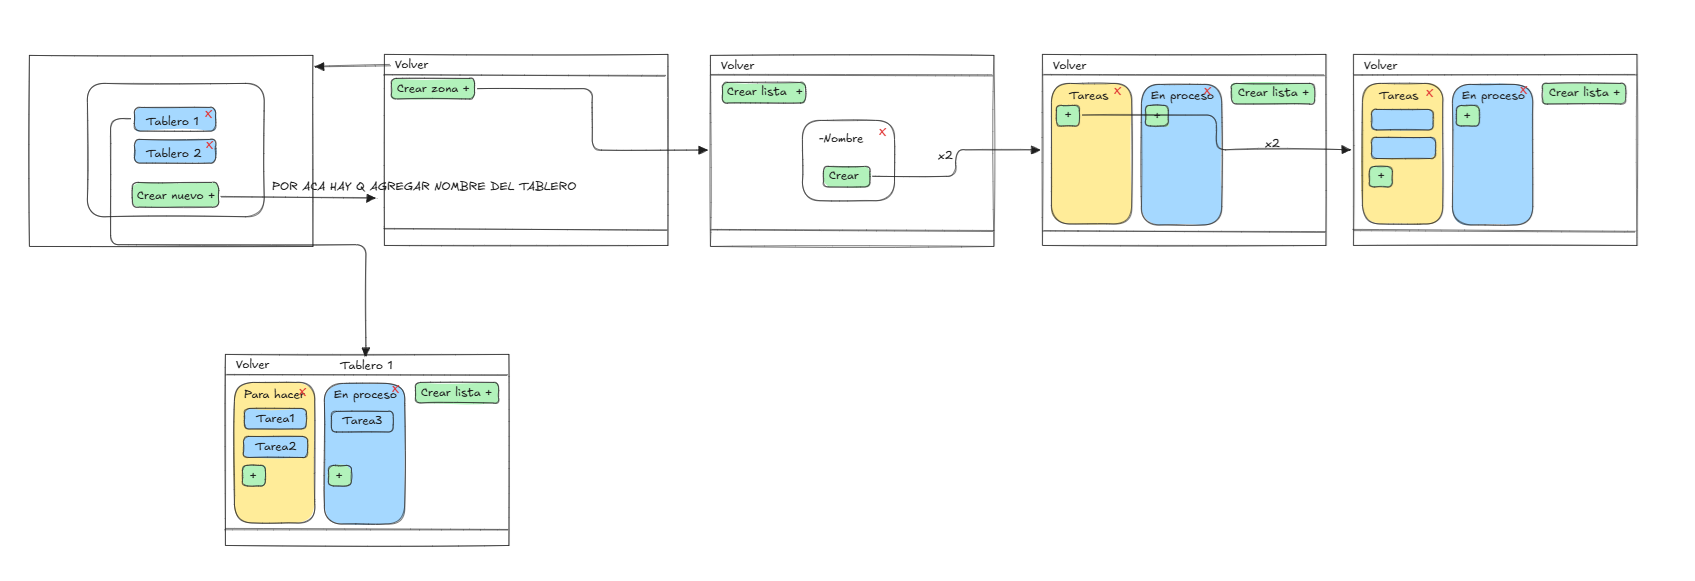 Tablero 1
x
Tablero 2
x
Crear nuevo +
POR ACA HAY Q AGREGAR NOMBRE DEL TABLERO
Volver
Crear zona +
Volver
Crear lista +
-Nombre
x
Crear
x2
Volver
Tareas
x
En proceso
x
Crear lista +
+
+
x2
Volver
Tareas
x
En proceso
x
Crear lista +
+
+
Volver
Tablero 1
Para hacer
x
En proceso
x
Crear lista +
Tarea1
Tarea3
Tarea2
+
+